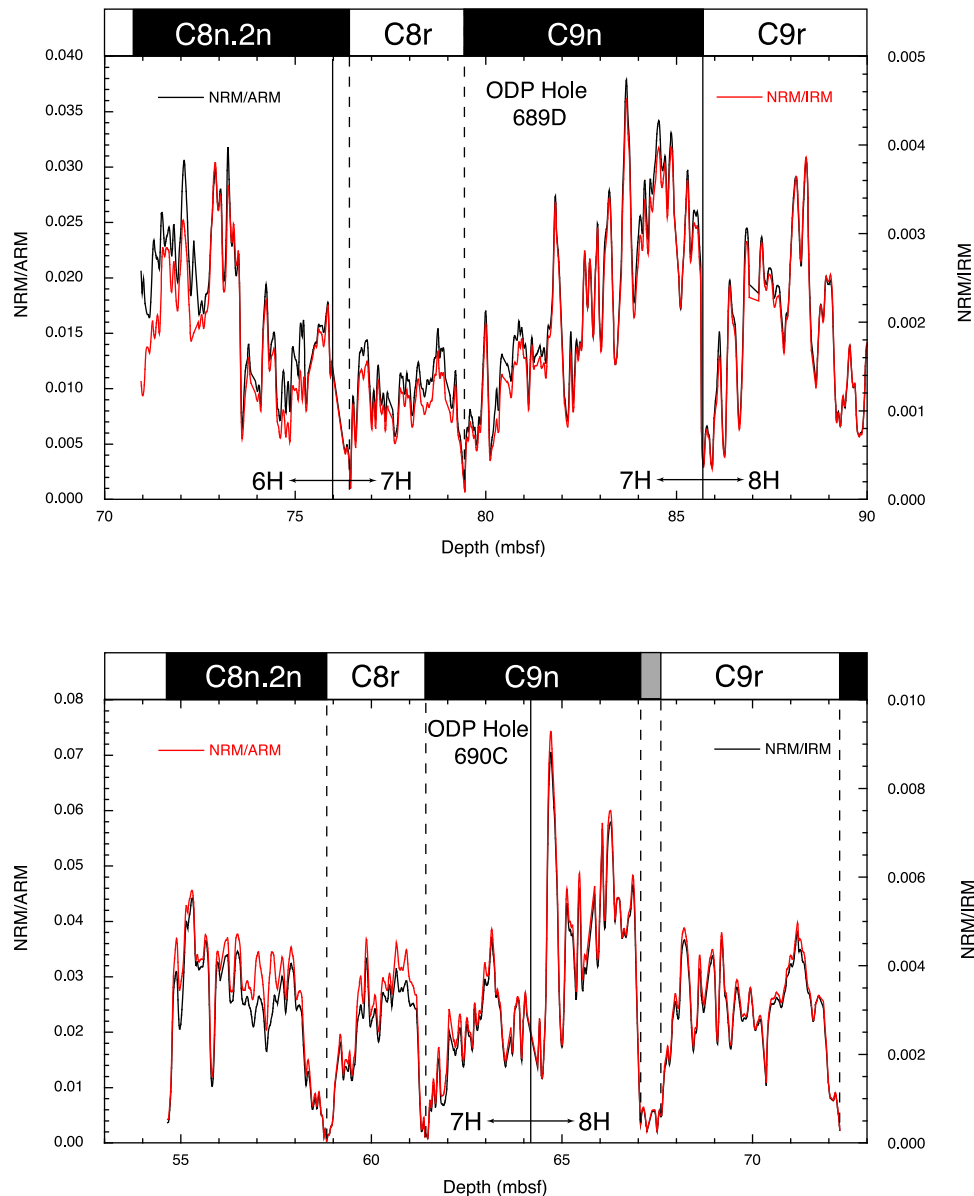 C8n.2n C8r C9n C9r
0.040 0.005
NRM/ARM ODP Hole NRM/IRM
689D
0.035
0.030 0.004
0.025 0.003
0.020
0.015 0.002
0.010 0.001
0.005
0.000 0.000
6H 7H 7H 8H
NRM/ARM
NRM/IRM
70 75 80 85 90
Depth (mbsf)
C8n.2n C8r C9n C9r
0.08 0.010
NRM/ARM ODP Hole NRM/IRM
690C
0.07
0.06 0.008
0.05 0.006
0.04
0.03 0.004
0.02 0.002
0.01
0.00 0.000
7H 8H
NRM/ARM
NRM/IRM
55 60 65 70
Depth (mbsf)